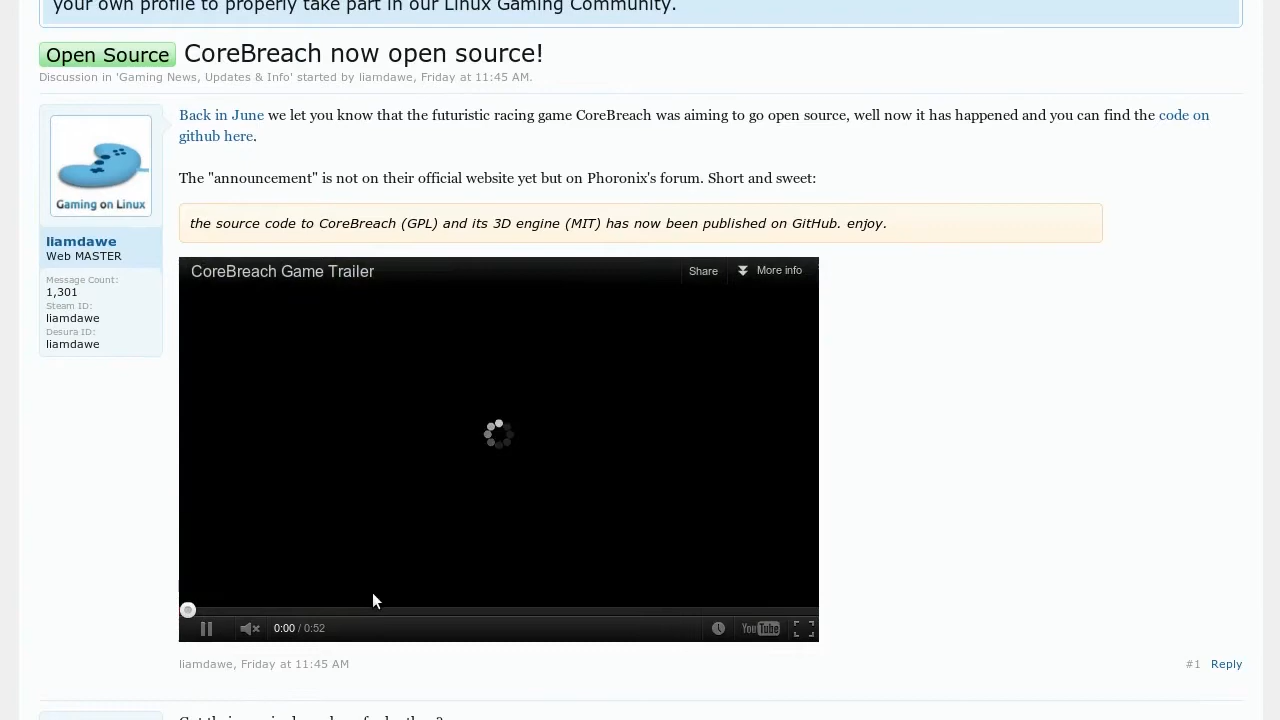 your own profile to properly take part in our Linux Gaming Community.
Open Source CoreBreach now open source!
Discussion in 'Gaming News, Updates & Info' started by liamdawe, Friday at 11:45 AM.
Gaming on Linux
liamdawe
Web MASTER
Message Count:
1,301
Steam ID:
liamdawe
Desura ID:
liamdawe
Back in June we let you know that the futuristic racing game CoreBreach was aiming to go open source, well now it has happened and you can find the code on
github here.
The "announcement" is not on their official website yet but on Phoronix's forum. Short and sweet:
the source code to CoreBreach (GPL) and its 3D engine (MIT) has now been published on GitHub. enjoy.
CoreBreach Game Trailer
Share
More info
0:00 / 0:52
YouTube
liamdawe, Friday at 11:45 AM
#1 Reply